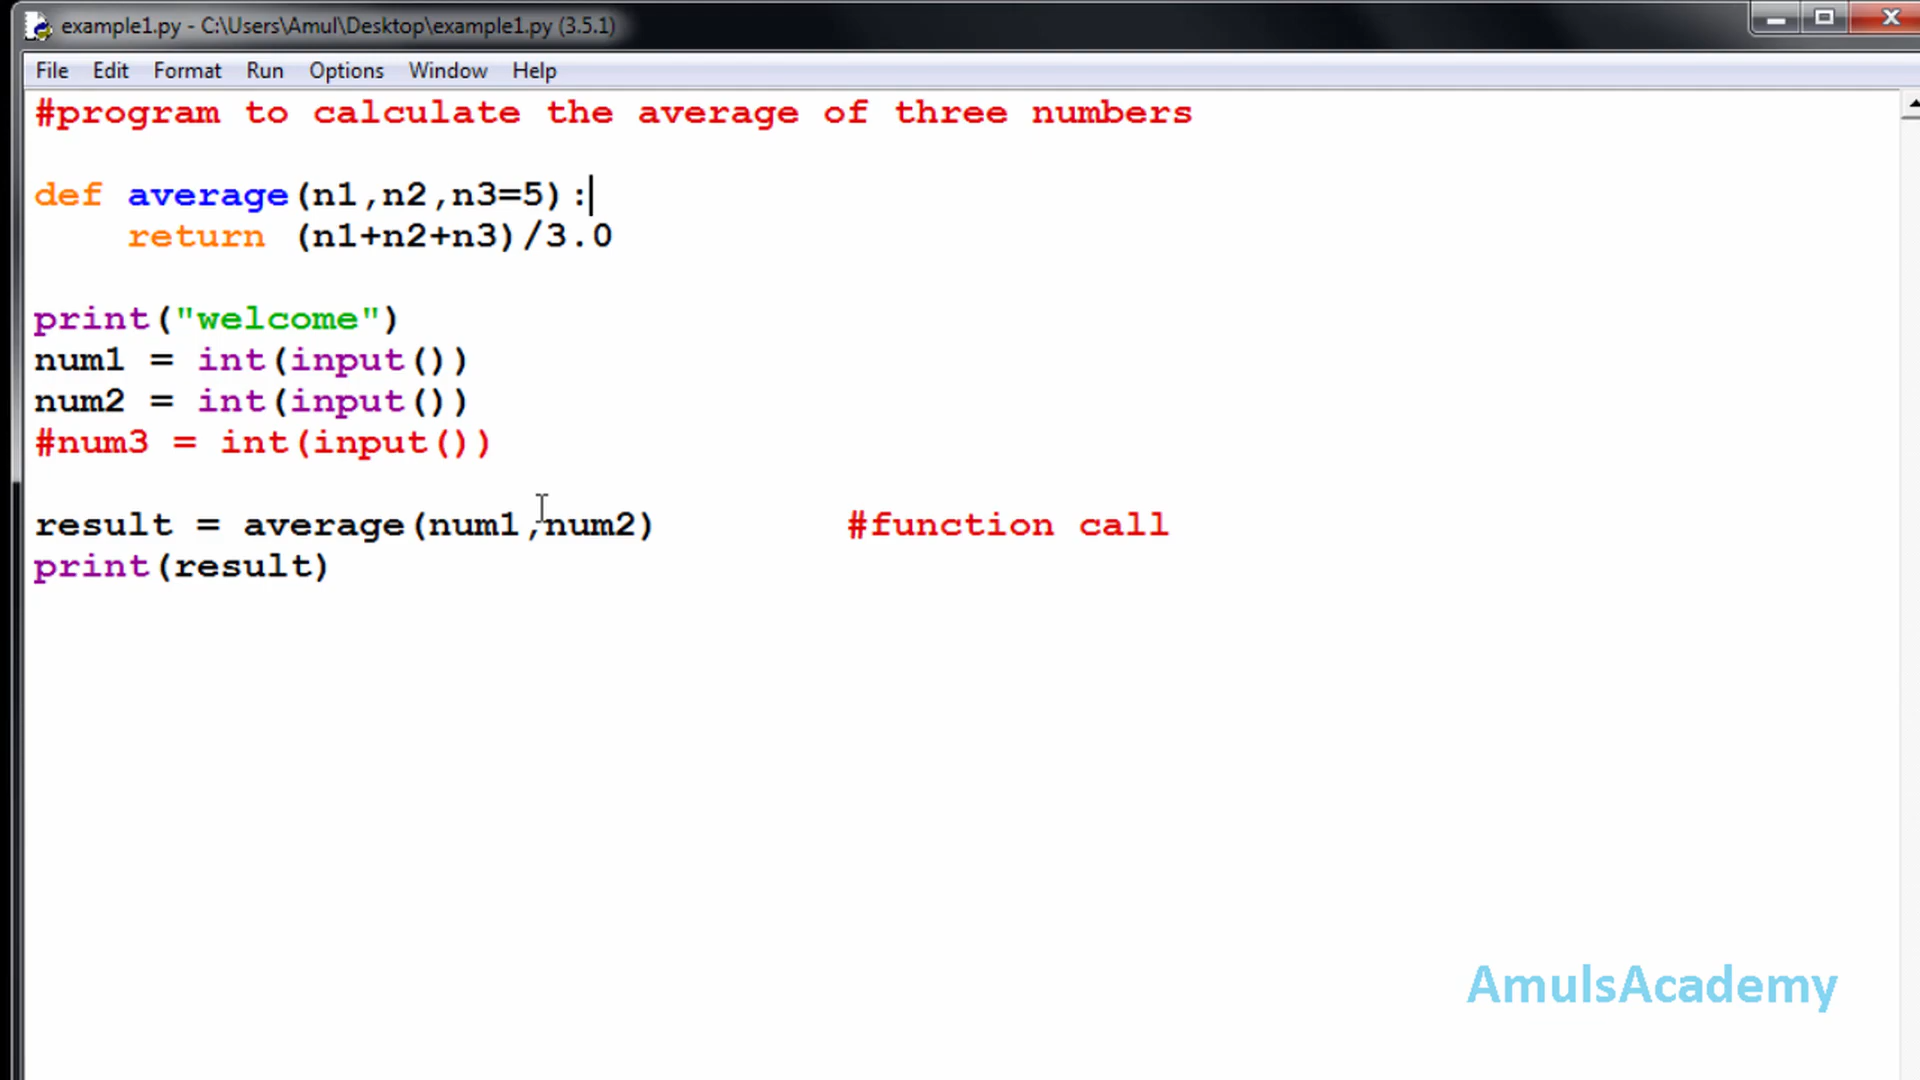 example1.py - C:\Users\Amul\Desktop\example1.py (3.5.1)
File Edit Format Run Options Window Help
#program to calculate the average of three numbers
def average(n1,n2,n3=5):
    return (n1+n2+n3)/3.0
print("welcome")
num1 = int(input())
num2 = int(input())
#num3 = int(input())
result = average(num1,num2)        #function call
print(result)
AmulsAcademy